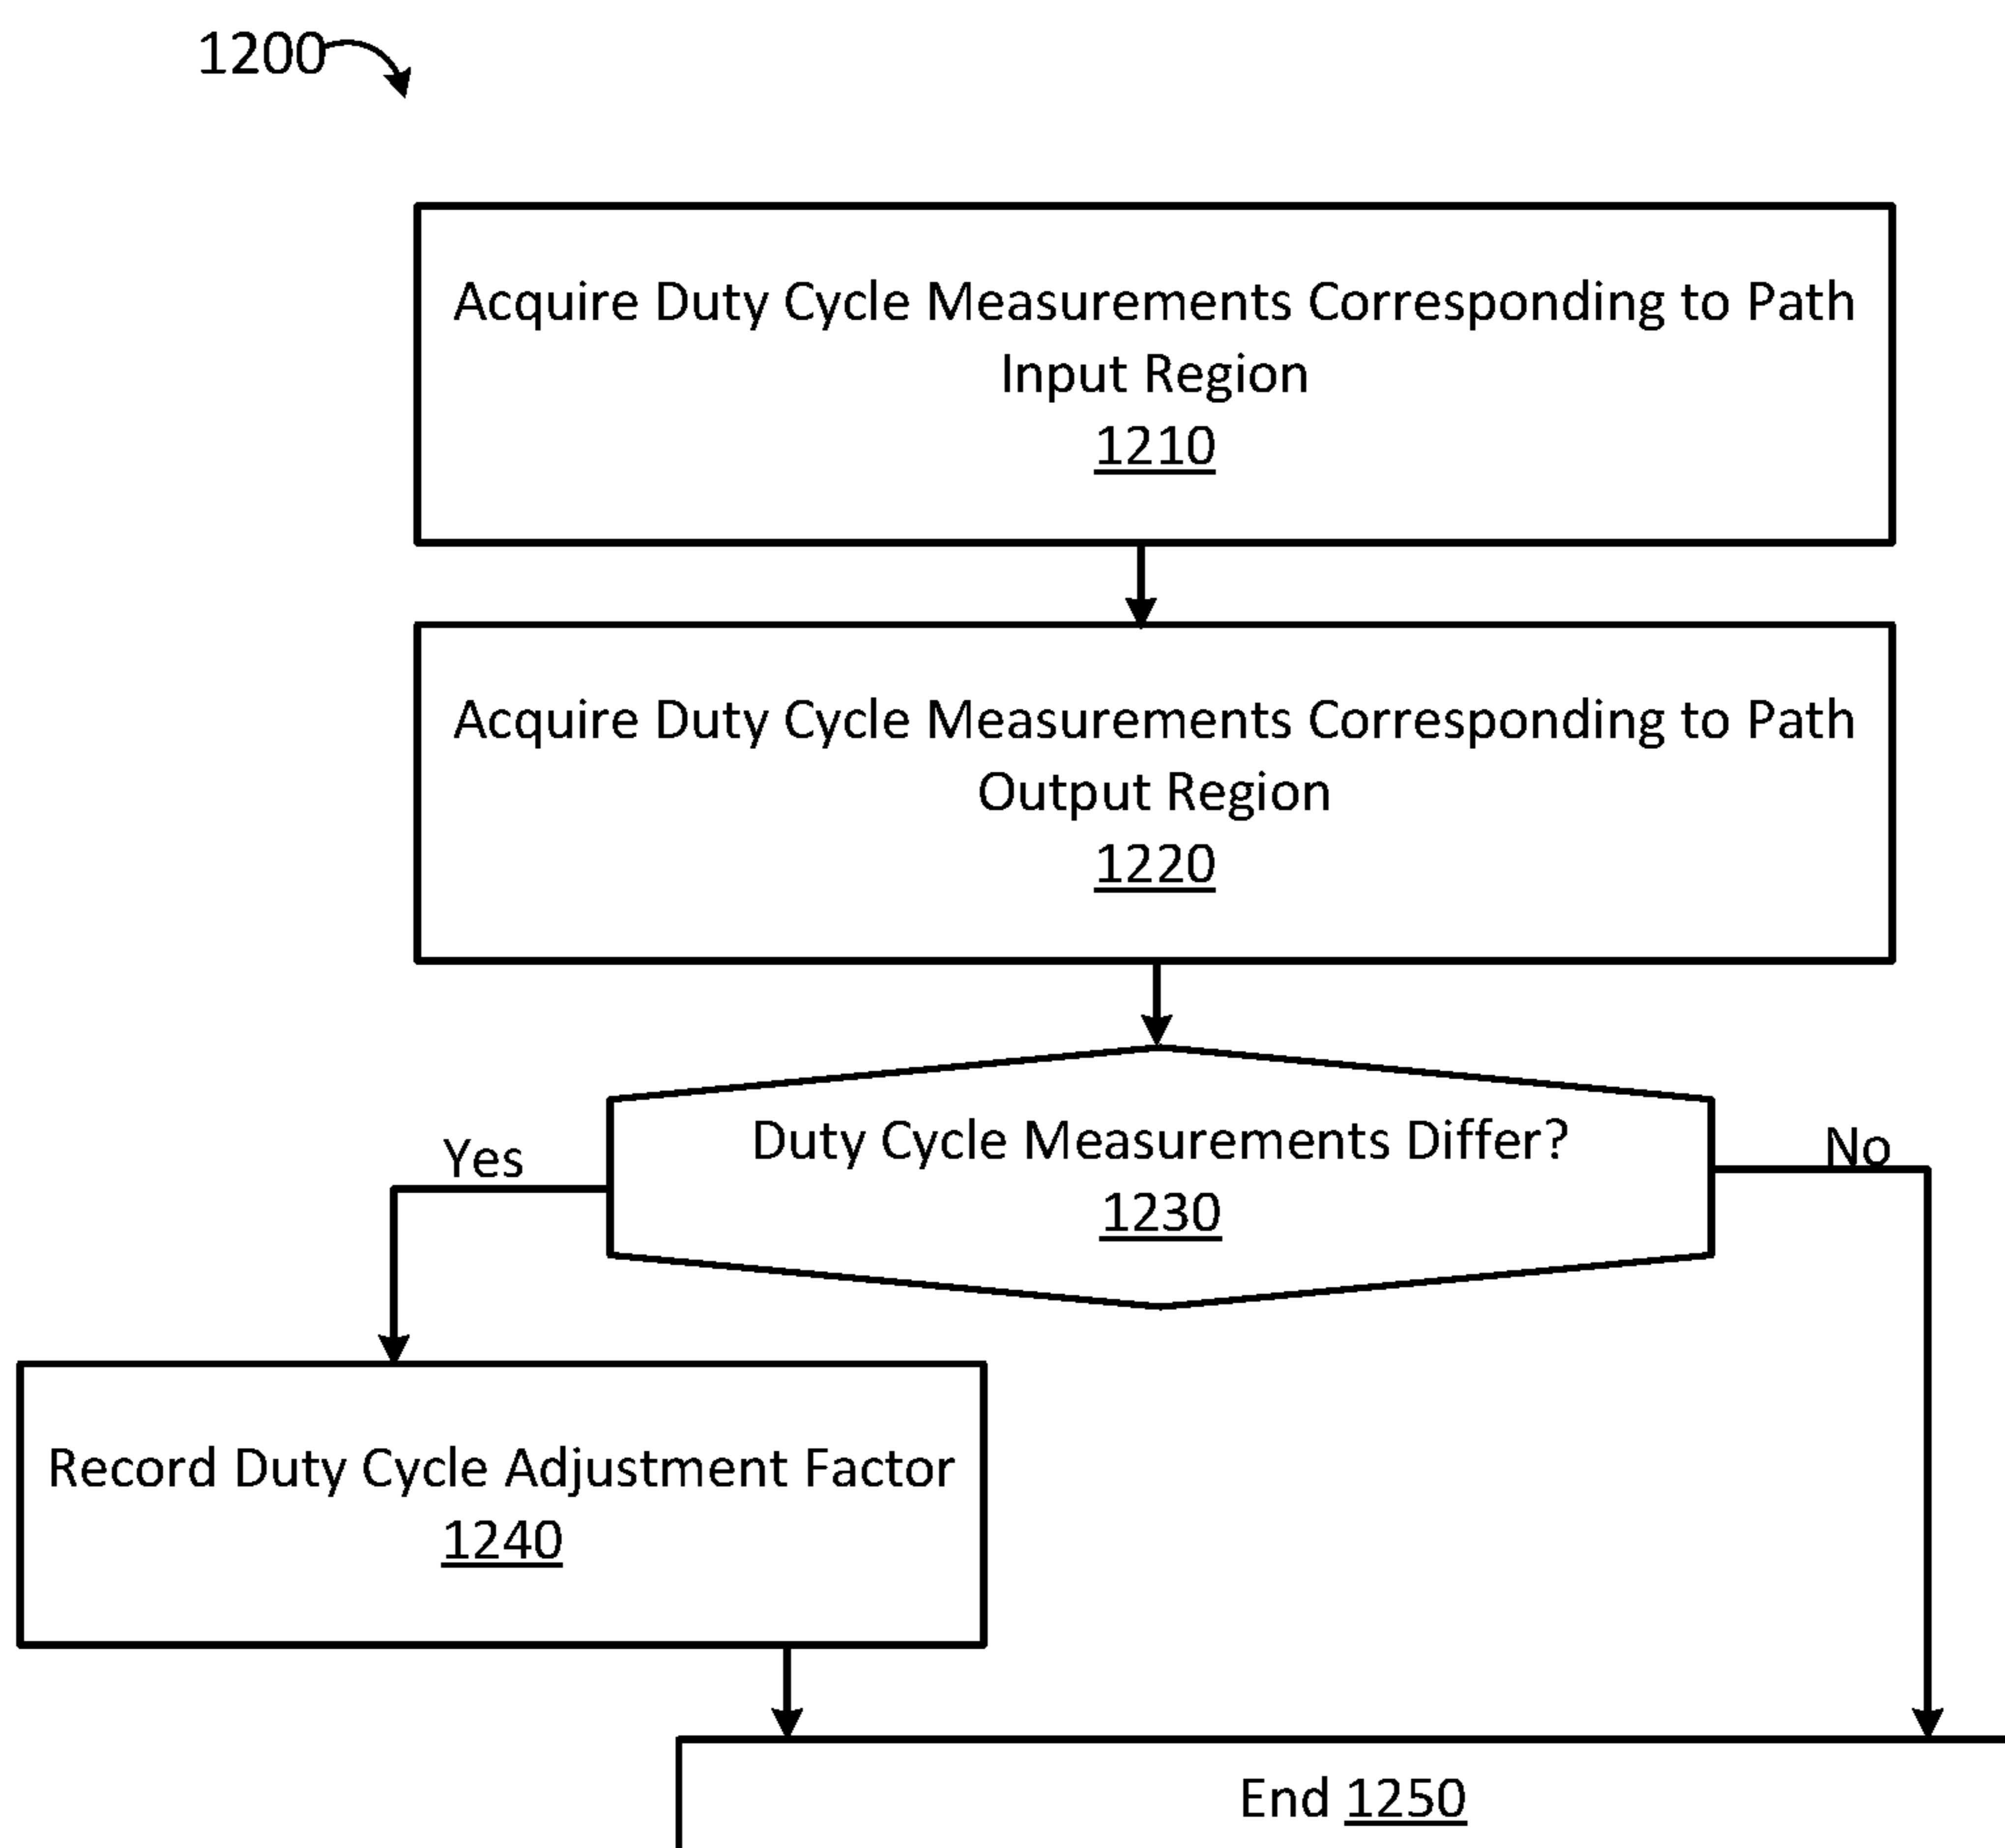 1200
Acquire Duty Cycle Measurements Corresponding to Path
Input Region
1210
Acquire Duty Cycle Measurements Corresponding to Path
Output Region
1220
Duty Cycle Measurements Differ?
1230
Yes
No
Record Duty Cycle Adjustment Factor
1240
End 1250